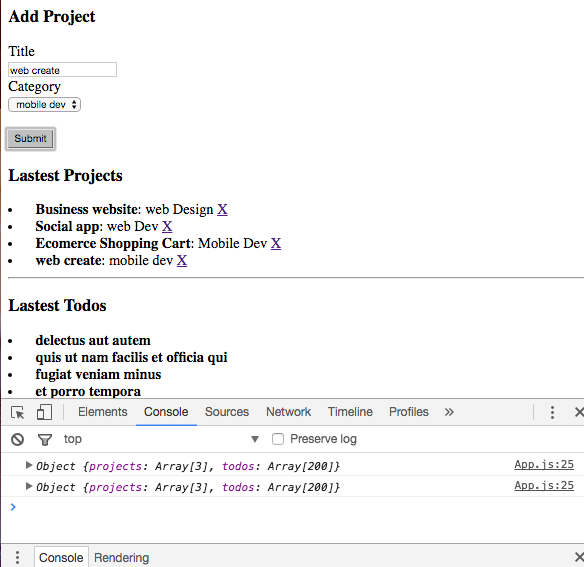 Add Project
Title
web create
Category
mobile dev
Submit
Lastest Projects
Business website: web Design X
Social app: web Dev X
Ecomerce Shopping Cart: Mobile Dev X
web create: mobile dev X
Lastest Todos
delectus aut autem
quis ut nam facilis et officia qui
fugiat veniam minus
et porro tempora
Elements Console Sources Network Timeline Profiles »
top Preserve log
Object {projects: Array[3], todos: Array[200]} App.js:25
Object {projects: Array[3], todos: Array[200]} App.js:25
>
Console Rendering